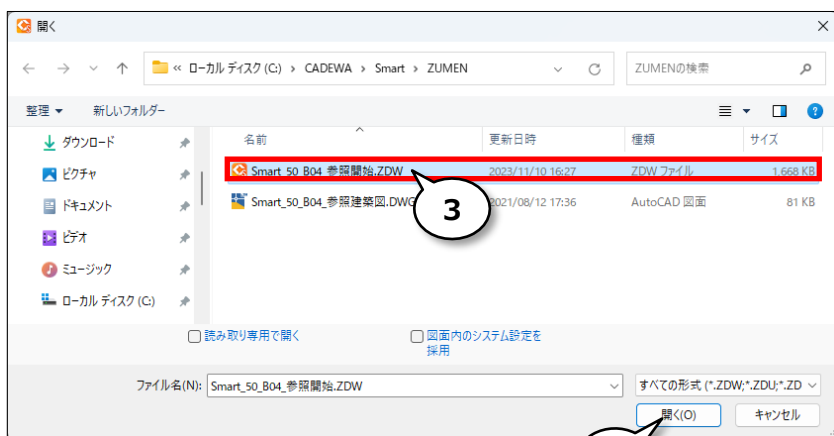 開く
« ローカル ディスク (C:) › CADEWA › Smart › ZUMEN
ZUMENの検索
整理
新しいフォルダー
名前 更新日時 種類 サイズ
ダウンロード
ピクチャ
ドキュメント
ビデオ
ミュージック
ローカル ディスク (C:)
Smart_50_B04_参照開始.ZDW 2023/11/10 16:27 ZDW ファイル 1,668 KB
Smart_50_B04_参照建築図.DWG 2021/08/12 17:36 AutoCAD 図面 81 KB
3
読み取り専用で開く
図面内のシステム設定を
採用
ファイル名(N): Smart_50_B04_参照開始.ZDW
すべての形式 (*.ZDW;*.ZDU;*.ZD
開く(O) キャンセル